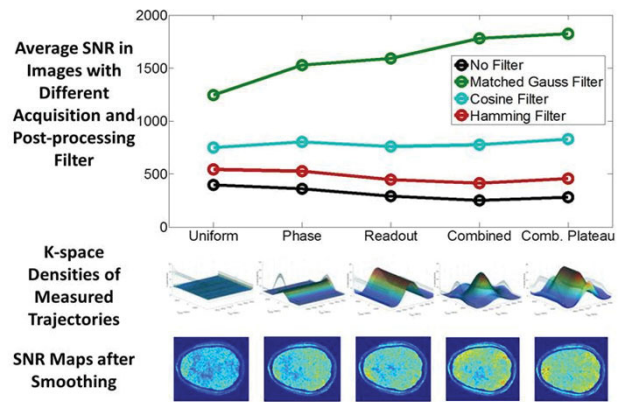 Average SNR in
Images with
Different
Acquisition and
Post-processing
Filter
2000
1500
1000
500
0
No Filter
Matched Gauss Filter
Cosine Filter
Hamming Filter
Uniform Phase Readout Combined Comb. Plateau
K-space
Densities of
Measured
Trajectories
SNR Maps after
Smoothing